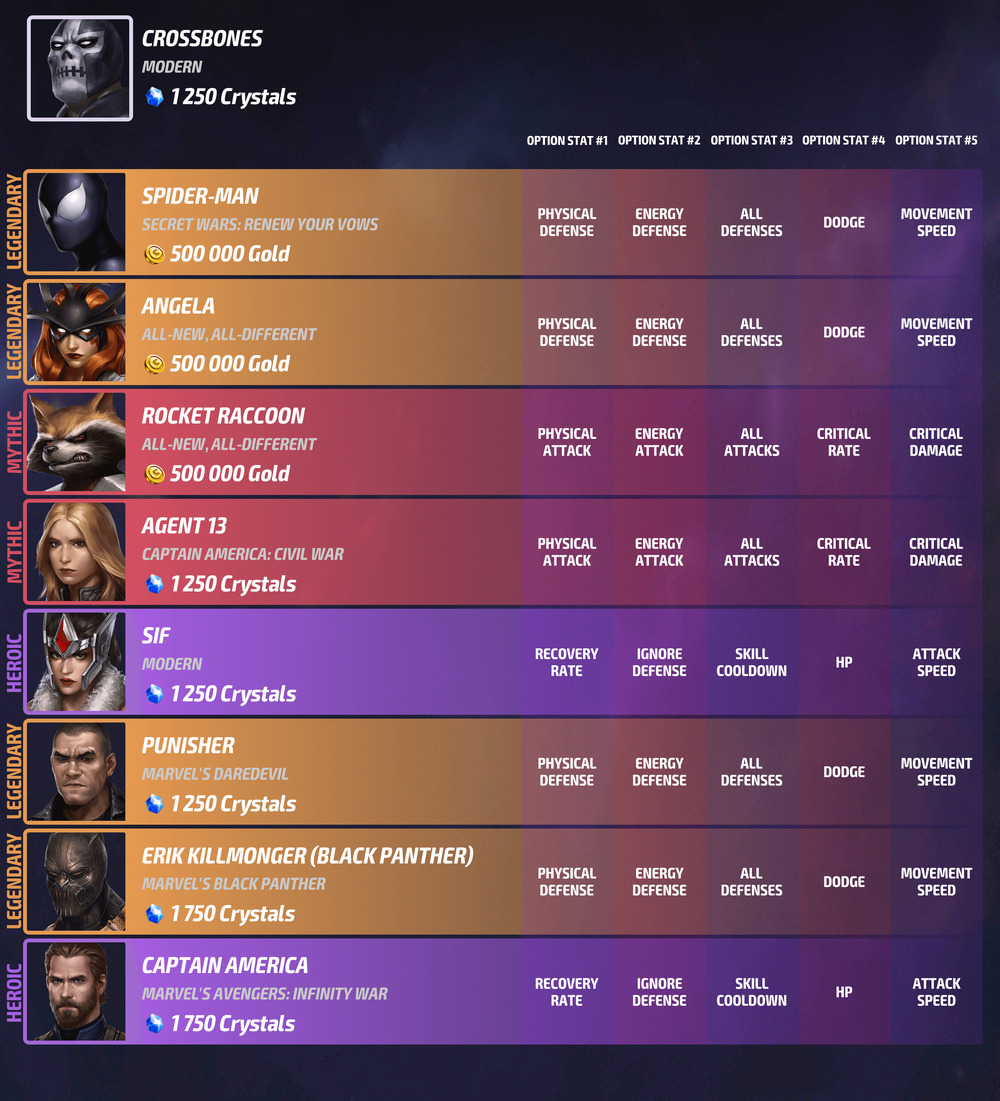 CROSSBONES
MODERN
1 250 Crystals
OPTION STAT #1 OPTION STAT #2 OPTION STAT #3 OPTION STAT #4 OPTION STAT #5
LEGENDARY
SPIDER-MAN
SECRET WARS: RENEW YOUR VOWS
500 000 Gold
PHYSICAL DEFENSE
ENERGY DEFENSE
ALL DEFENSES
DODGE
MOVEMENT SPEED
LEGENDARY
ANGELA
ALL-NEW, ALL-DIFFERENT
500 000 Gold
PHYSICAL DEFENSE
ENERGY DEFENSE
ALL DEFENSES
DODGE
MOVEMENT SPEED
MYTHIC
ROCKET RACCOON
ALL-NEW, ALL-DIFFERENT
500 000 Gold
PHYSICAL ATTACK
ENERGY ATTACK
ALL ATTACKS
CRITICAL RATE
CRITICAL DAMAGE
MYTHIC
AGENT 13
CAPTAIN AMERICA: CIVIL WAR
1 250 Crystals
PHYSICAL ATTACK
ENERGY ATTACK
ALL ATTACKS
CRITICAL RATE
CRITICAL DAMAGE
HEROIC
SIF
MODERN
1 250 Crystals
RECOVERY RATE
IGNORE DEFENSE
SKILL COOLDOWN
HP
ATTACK SPEED
LEGENDARY
PUNISHER
MARVEL'S DAREDEVIL
1 250 Crystals
PHYSICAL DEFENSE
ENERGY DEFENSE
ALL DEFENSES
DODGE
MOVEMENT SPEED
LEGENDARY
ERIK KILLMONGER (BLACK PANTHER)
MARVEL'S BLACK PANTHER
1 750 Crystals
PHYSICAL DEFENSE
ENERGY DEFENSE
ALL DEFENSES
DODGE
MOVEMENT SPEED
HEROIC
CAPTAIN AMERICA
MARVEL'S AVENGERS: INFINITY WAR
1 750 Crystals
RECOVERY RATE
IGNORE DEFENSE
SKILL COOLDOWN
HP
ATTACK SPEED